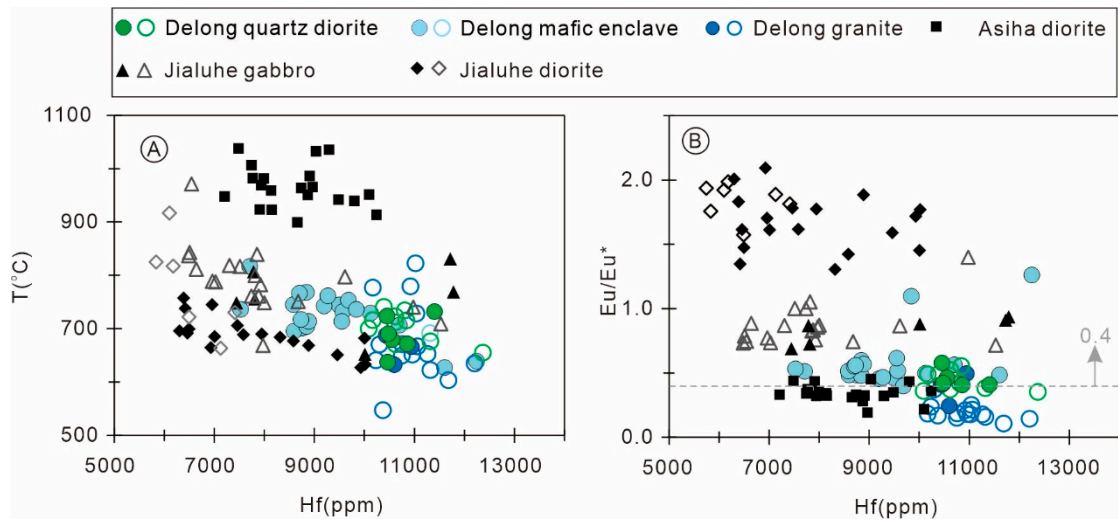 Delong quartz diorite Delong mafic enclave Delong granite Asiha diorite
Jialuhe gabbro Jialuhe diorite
A
1100
900
700
500
T(°C)
5000 7000 9000 11000 13000
Hf(ppm)
B
2.0
1.0
0.0
Eu/Eu*
0.4
5000 7000 9000 11000 13000
Hf(ppm)